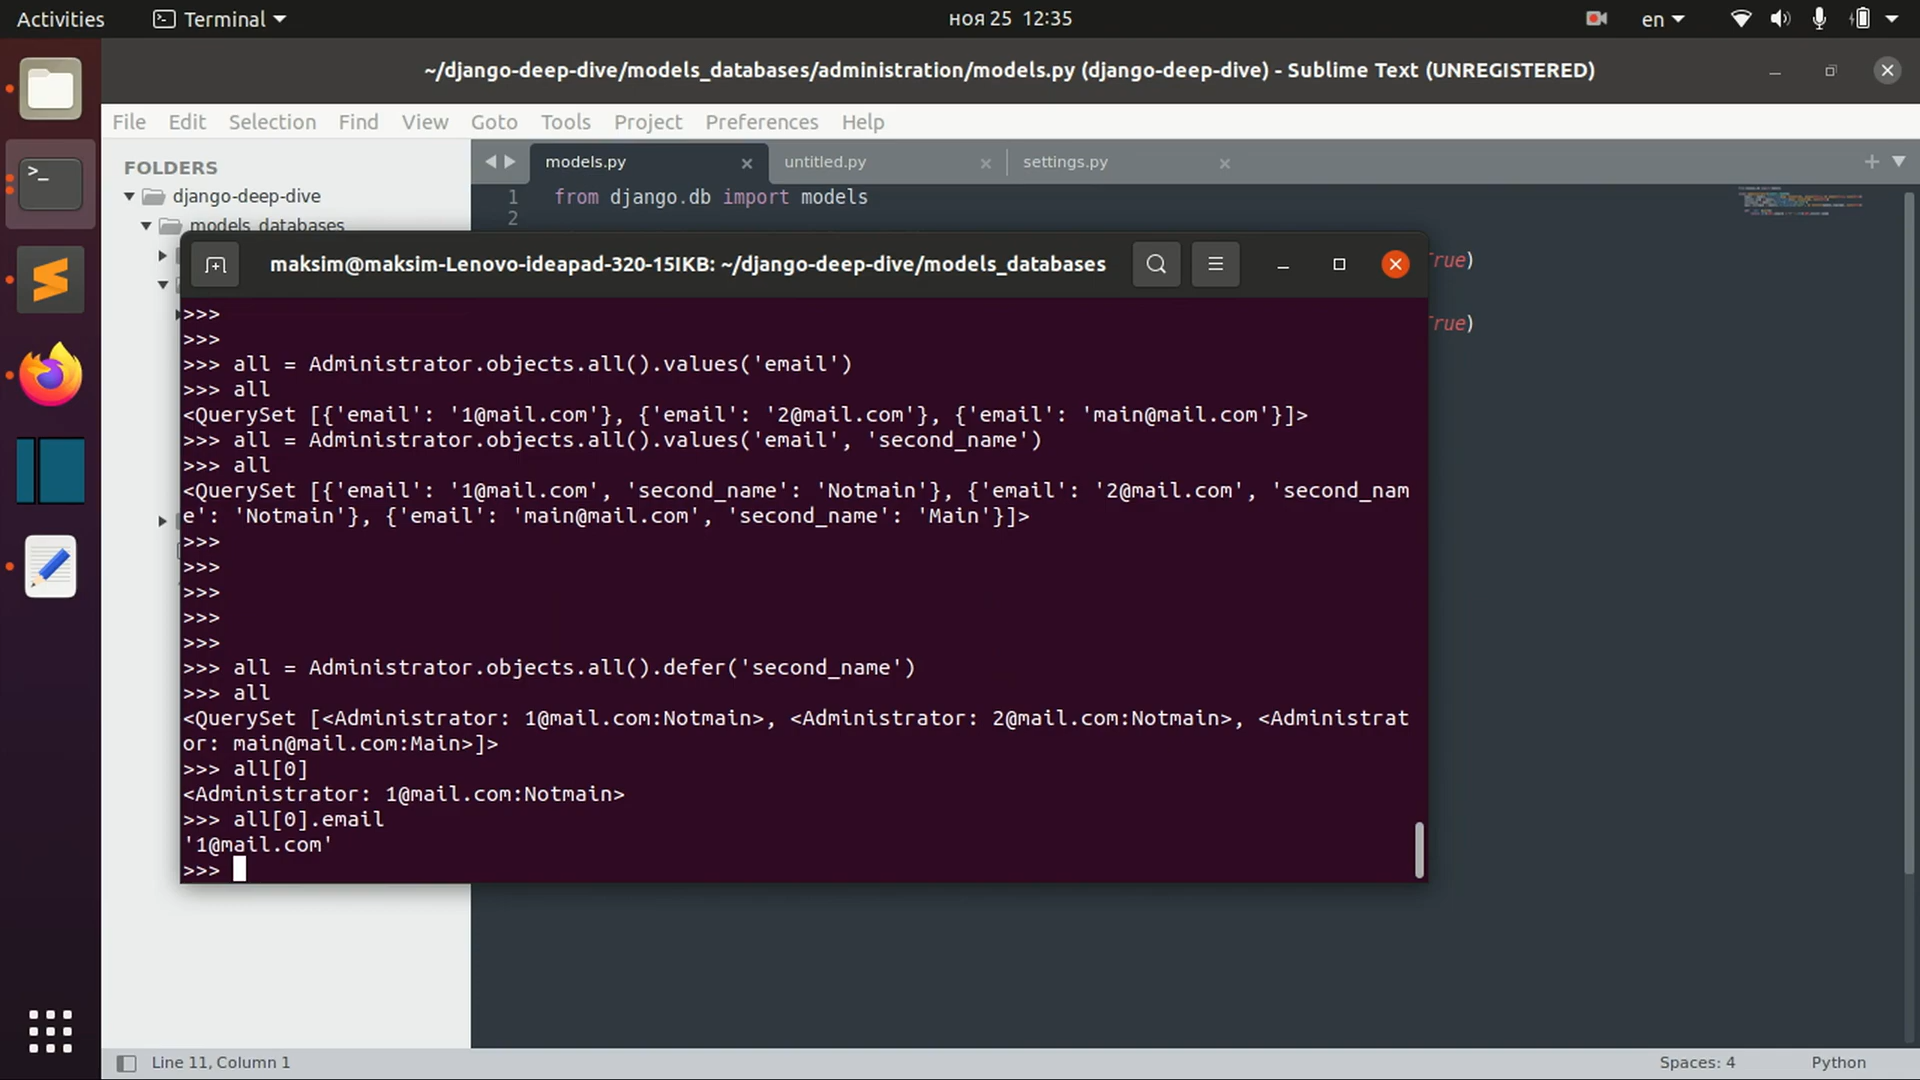 Activities
Terminal
ноя 25 12:35
en
~/django-deep-dive/models_databases/administration/models.py (django-deep-dive) - Sublime Text (UNREGISTERED)
File Edit Selection Find View Goto Tools Project Preferences Help
FOLDERS
django-deep-dive
models_databases
models.py
untitled.py
settings.py
1 from django.db import models
2
True)
True)
maksim@maksim-Lenovo-ideapad-320-15IKB: ~/django-deep-dive/models_databases
>>>
>>>
>>> all = Administrator.objects.all().values('email')
>>> all
<QuerySet [{'email': '1@mail.com'}, {'email': '2@mail.com'}, {'email': 'main@mail.com'}]>
>>> all = Administrator.objects.all().values('email', 'second_name')
>>> all
<QuerySet [{'email': '1@mail.com', 'second_name': 'Notmain'}, {'email': '2@mail.com', 'second_nam
e': 'Notmain'}, {'email': 'main@mail.com', 'second_name': 'Main'}]>
>>>
>>>
>>>
>>>
>>>
>>> all = Administrator.objects.all().defer('second_name')
>>> all
<QuerySet [<Administrator: 1@mail.com:Notmain>, <Administrator: 2@mail.com:Notmain>, <Administrat
or: main@mail.com:Main>]>
>>> all[0]
<Administrator: 1@mail.com:Notmain>
>>> all[0].email
'1@mail.com'
>>>
Line 11, Column 1
Spaces: 4
Python